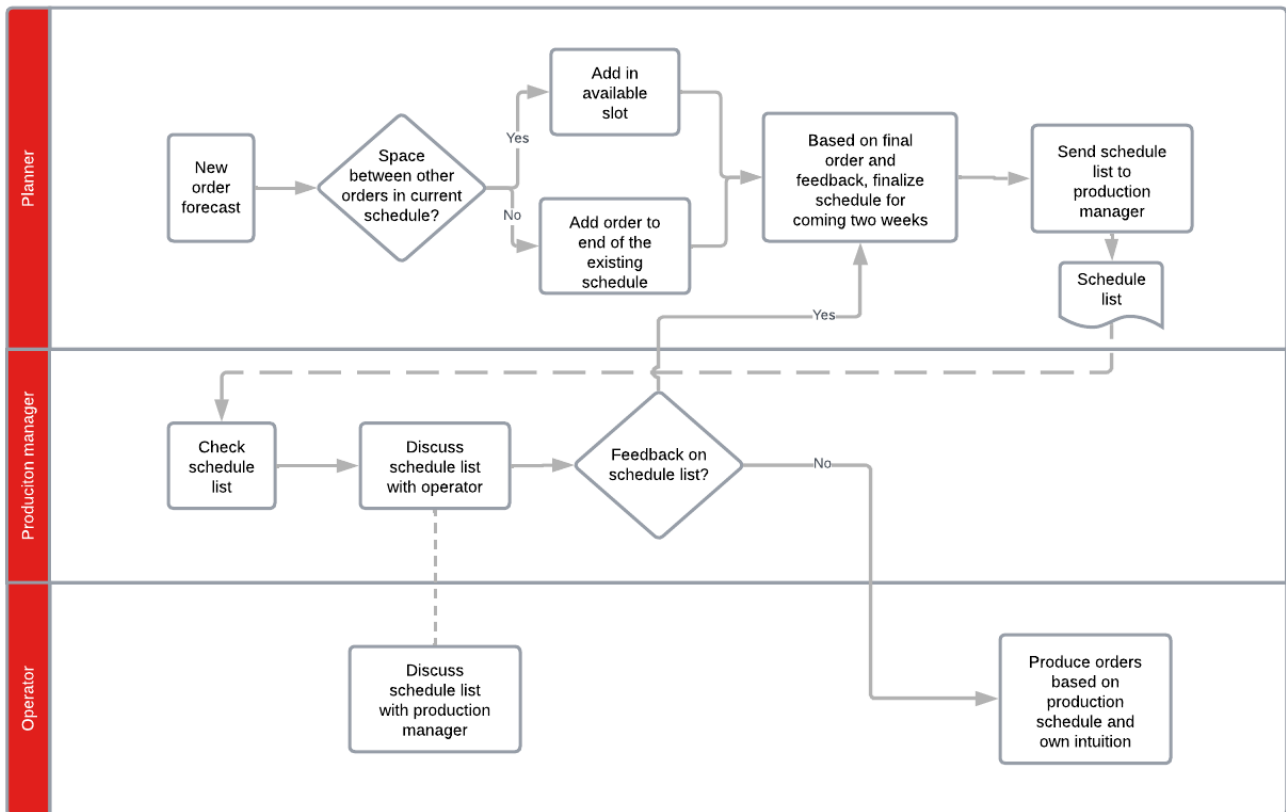 Planner
New
order
forecast
Space
between other
orders in current
schedule?
Yes
No
Add in
available
slot
Add order to
end of the
existing
schedule
Based on final
order and
feedback, finalize
schedule for
coming two weeks
Send schedule
list to
production
manager
Schedule
list
Yes
Produciton manager
Check
schedule
list
Discuss
schedule list
with operator
Feedback on
schedule list?
No
Operator
Discuss
schedule list
with production
manager
Produce orders
based on
production
schedule and
own intuition